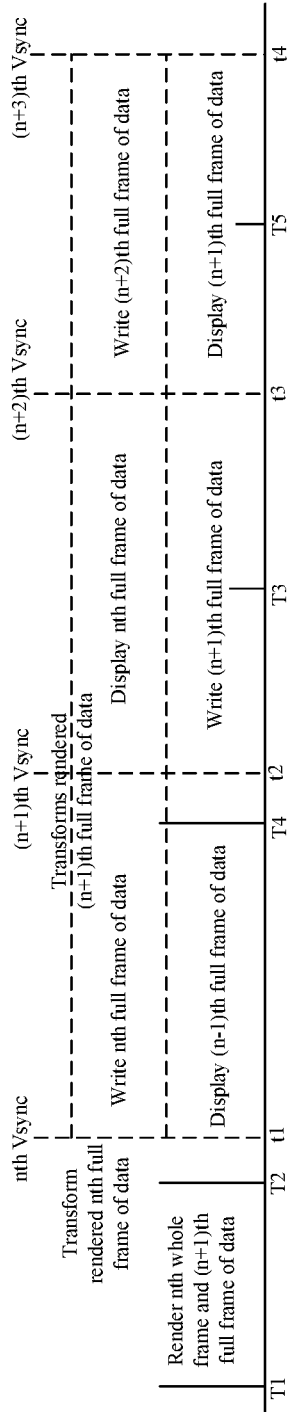 nth Vsync
(n+1)th Vsync
(n+2)th Vsync
(n+3)th Vsync
Transform
rendered nth full
frame of data
Transforms rendered
(n+1)th full frame of data
Write nth full frame of data
Display nth full frame of data
Write (n+2)th full frame of data
Render nth whole
frame and (n+1)th
full frame of data
Display (n-1)th full frame of data
Write (n+1)th full frame of data
Display (n+1)th full frame of data
T1
T2
t1
T4
t2
T3
t3
T5
t4